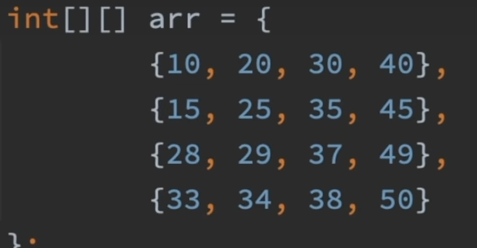 int[][] arr = {
{10, 20, 30, 40},
{15, 25, 35, 45},
{28, 29, 37, 49},
{33, 34, 38, 50}
};